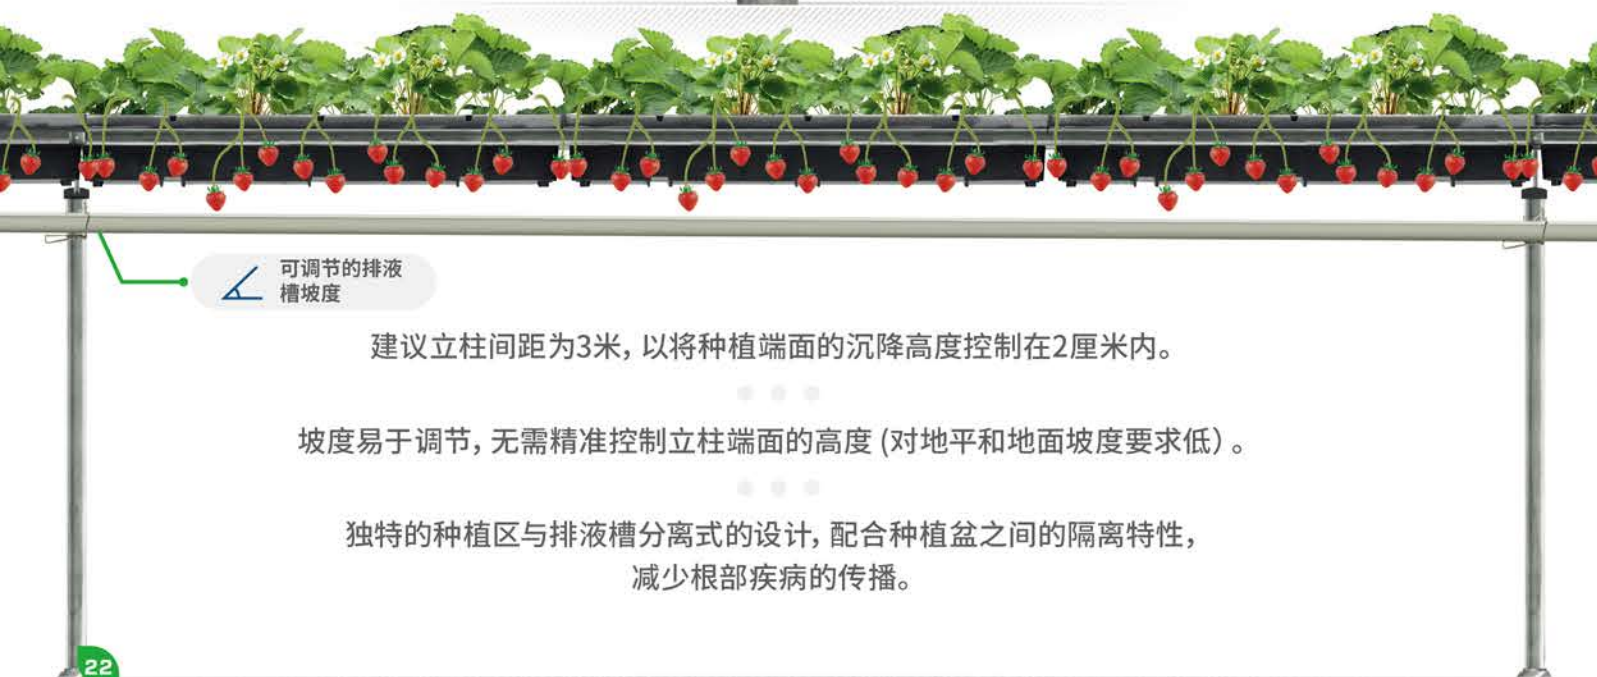 可调节的排液
槽坡度
建议立柱间距为3米，以将种植端面的沉降高度控制在2厘米内。
坡度易于调节，无需精准控制立柱端面的高度 (对地平和地面坡度要求低）。
独特的种植区与排液槽分离式的设计，配合种植盆之间的隔离特性，
减少根部疾病的传播。
22